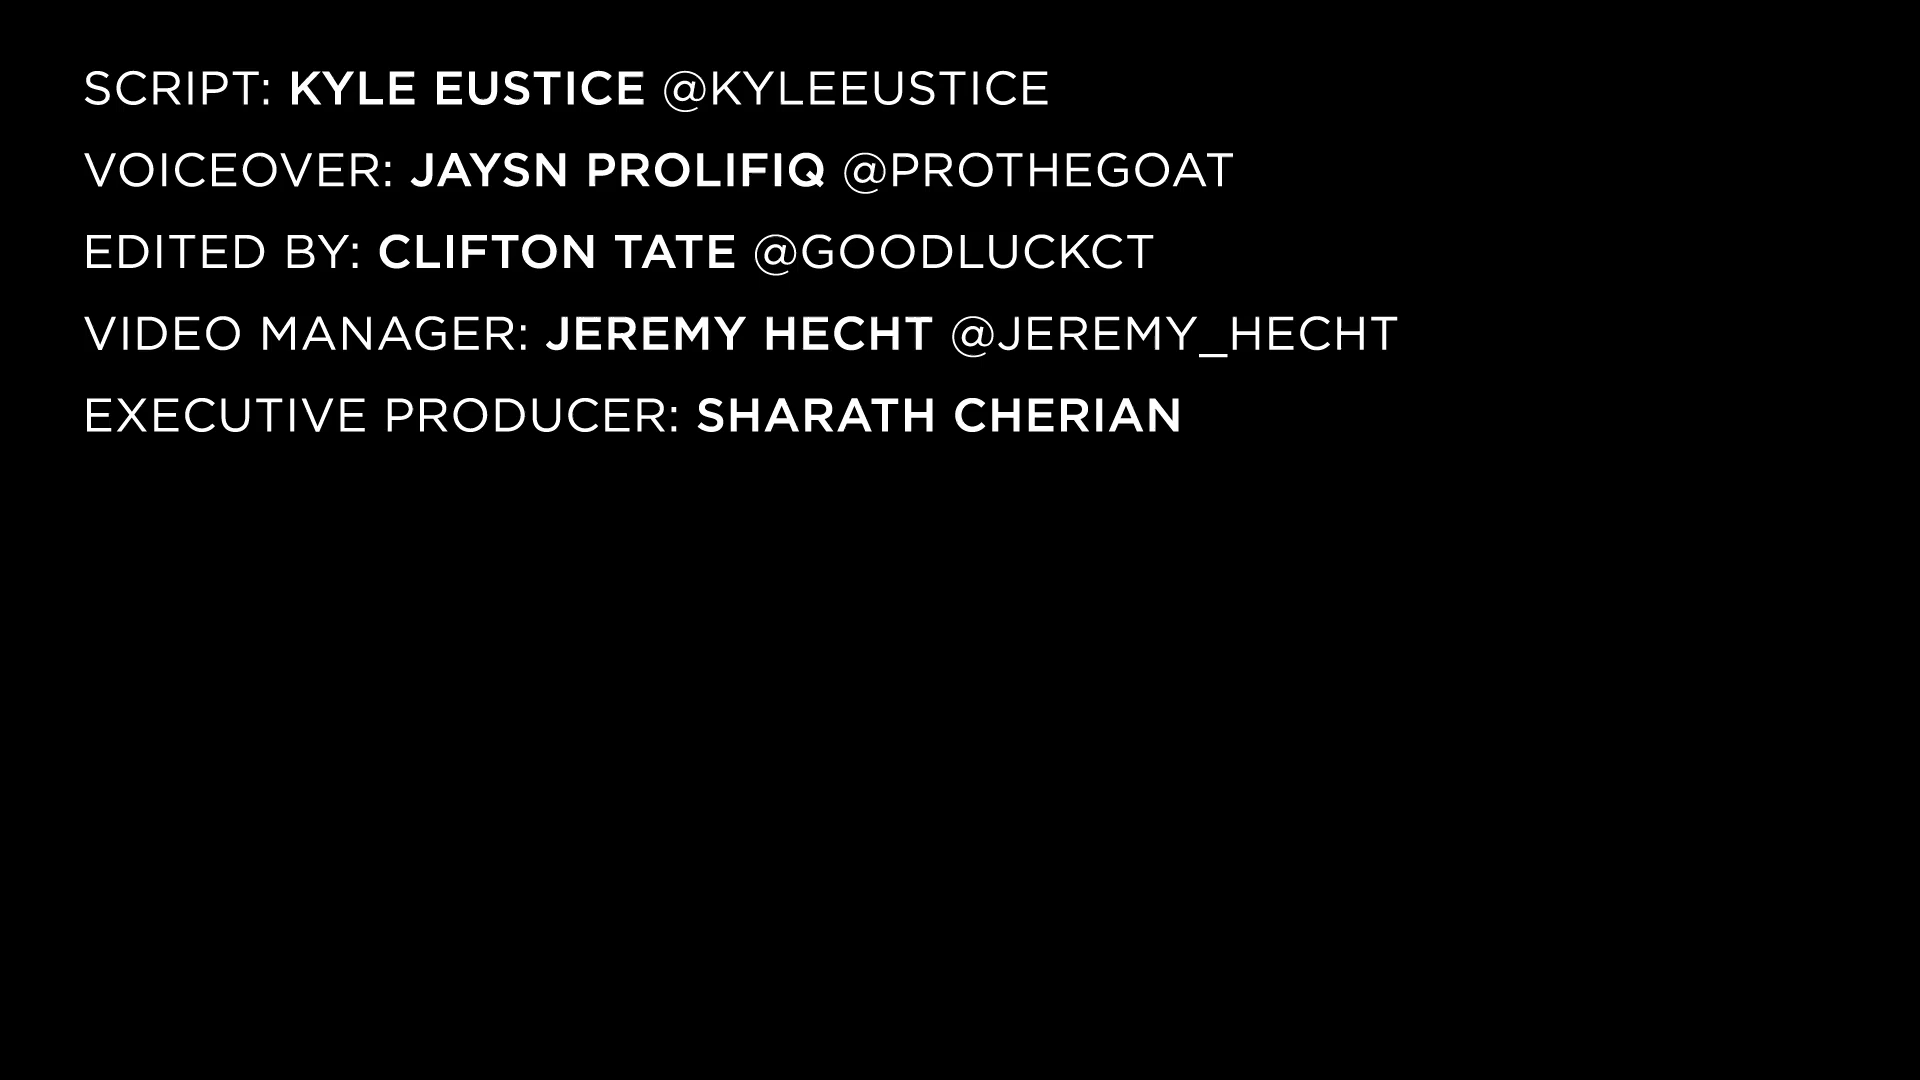 SCRIPT: KYLE EUSTICE @KYLEEUSTICE
VOICEOVER: JAYSN PROLIFIQ @PROTHEGOAT
EDITED BY: CLIFTON TATE @GOODLUCKCT
VIDEO MANAGER: JEREMY HECHT @JEREMY_HECHT
EXECUTIVE PRODUCER: SHARATH CHERIAN